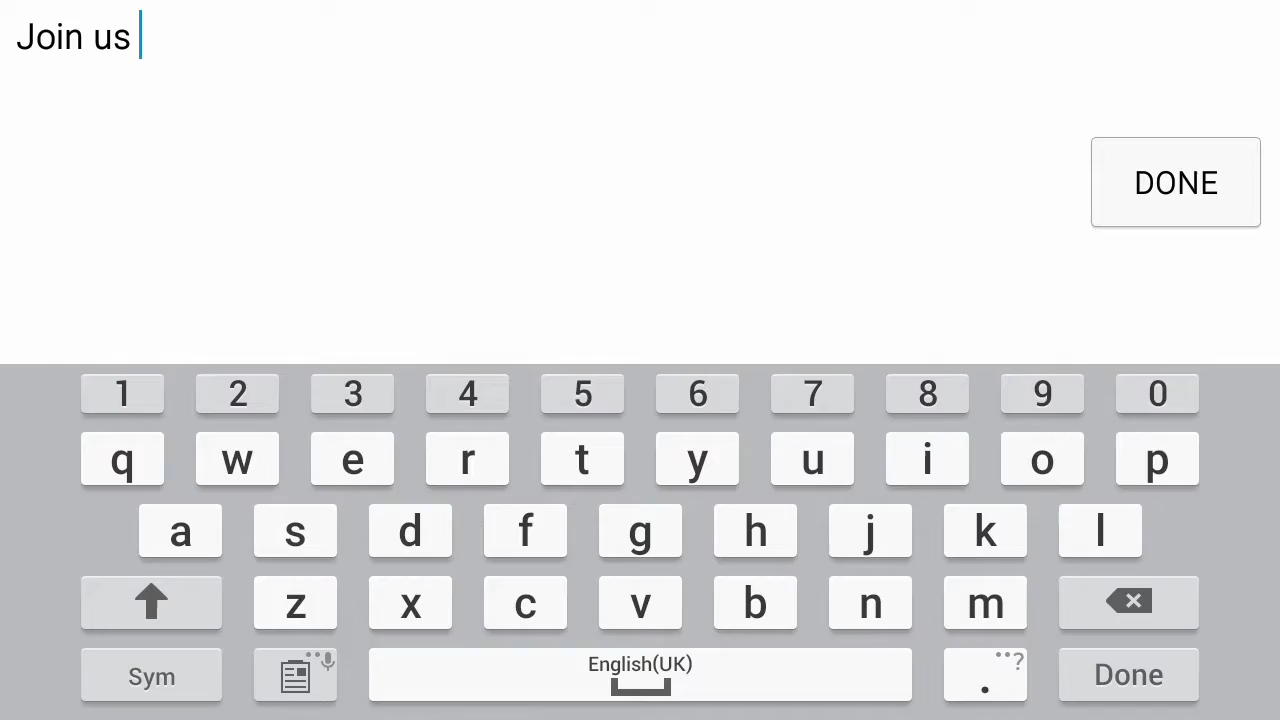 Join us
DONE
1 2 3 4 5 6 7 8 9 0
q w e r t y u i o p
a s d f g h j k l
z x c v b n m
Sym English(UK) . ? Done